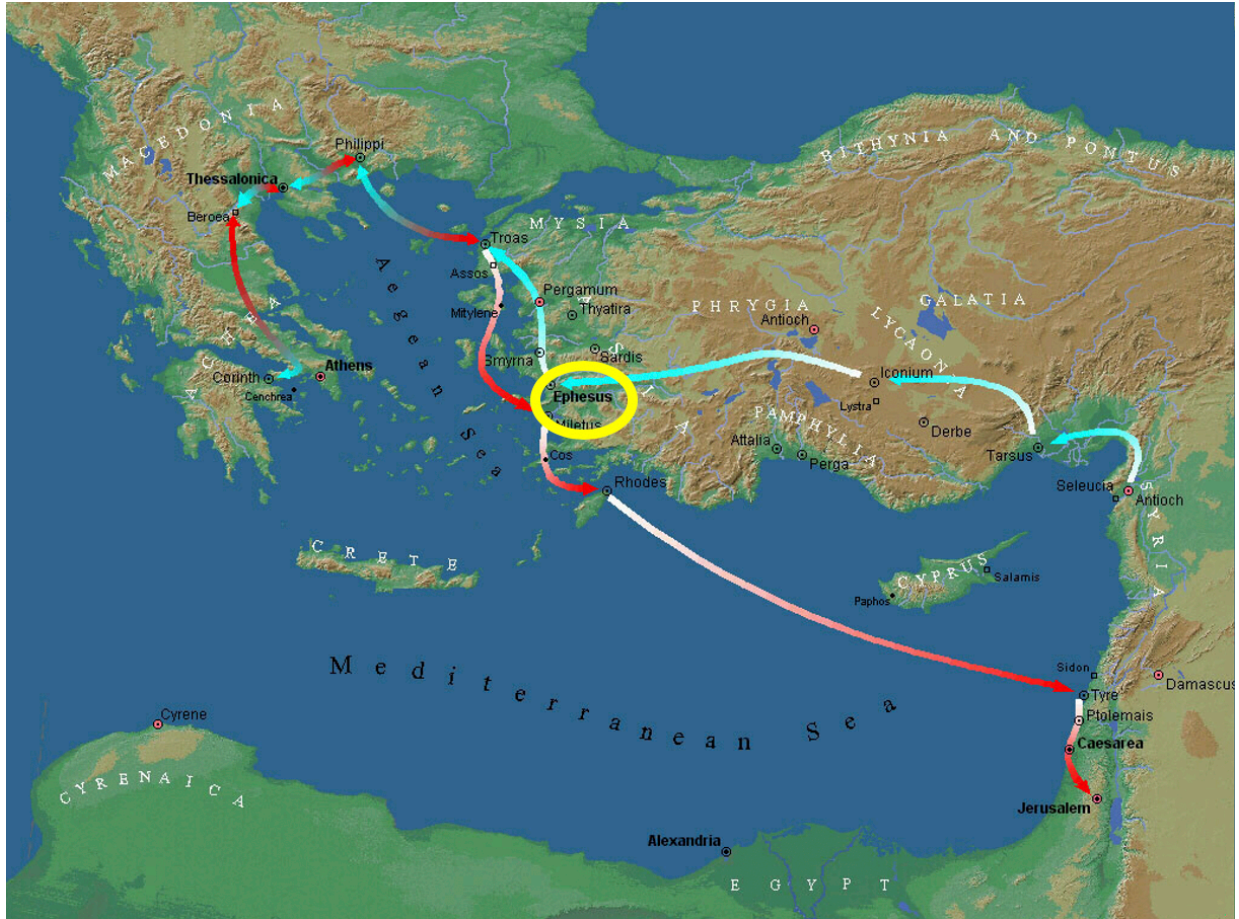 BITHYNIA AND PONTUS
MACEDONIA
Philippi
Thessalonica
Beroea
MYSIA
Troas
Assos
Aegean Sea
Pergamum
Thyatira
Mitylene
PHRYGIA
GALATIA
Antioch
LYCAONIA
ACHEA
ASIA
Smyrna
Sardis
Athens
Corinth
Cenchrea
Iconium
Ephesus
Lystra
Miletus
Derbe
PAMPHYLIA
Attalia
Perga
Tarsus
Cos
Rhodes
Seleucia
Antioch
SYRIA
CRETE
CYPRUS
Salamis
Paphos
Mediterranean Sea
Sidon
Damascus
Tyre
Cyrene
Ptolemais
Caesarea
CYRENAICA
Jerusalem
Alexandria
EGYPT